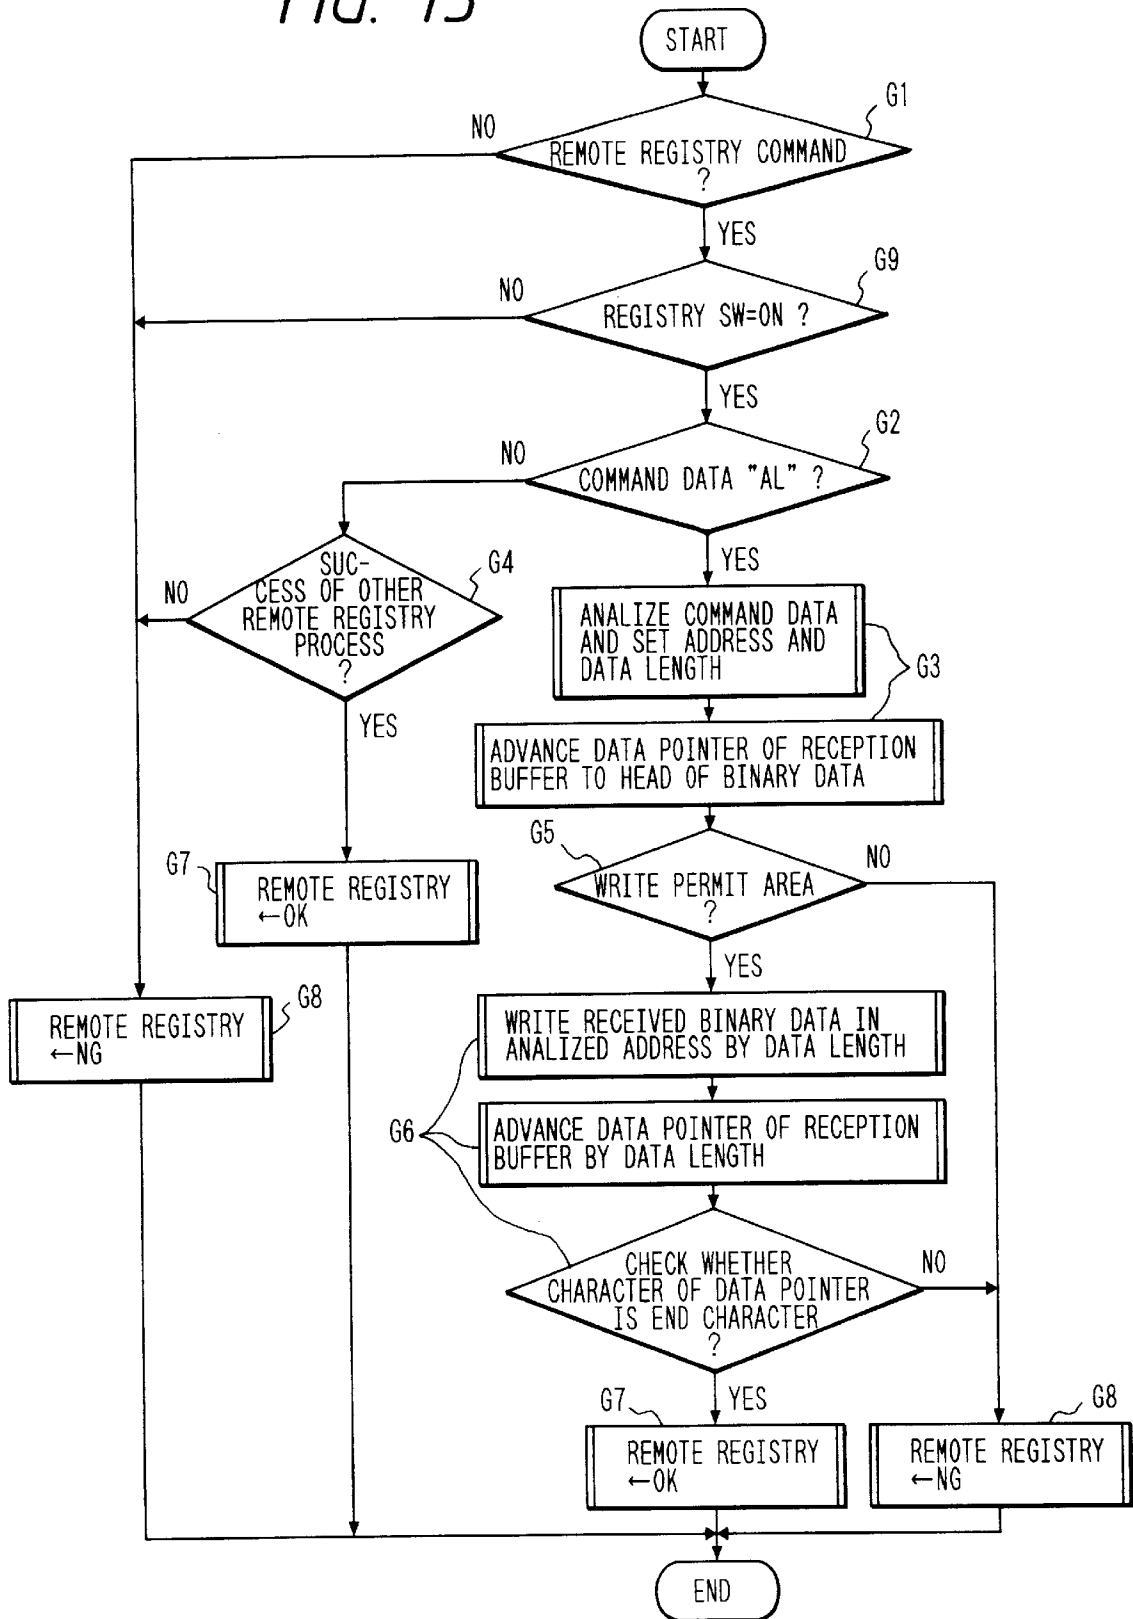 FIG. 15
START
G1
NO
REMOTE REGISTRY COMMAND
?
YES
G9
NO
REGISTRY SW=ON ?
YES
G2
NO
COMMAND DATA "AL" ?
YES
SUC-
CESS OF OTHER
REMOTE REGISTRY
PROCESS
?
G4
NO
YES
ANALIZE COMMAND DATA
AND SET ADDRESS AND
DATA LENGTH
G3
ADVANCE DATA POINTER OF RECEPTION
BUFFER TO HEAD OF BINARY DATA
G5
NO
WRITE PERMIT AREA
?
YES
G7
REMOTE REGISTRY
←OK
G8
REMOTE REGISTRY
←NG
WRITE RECEIVED BINARY DATA IN
ANALIZED ADDRESS BY DATA LENGTH
G6
ADVANCE DATA POINTER OF RECEPTION
BUFFER BY DATA LENGTH
CHECK WHETHER
CHARACTER OF DATA POINTER
IS END CHARACTER
?
NO
YES
G7
REMOTE REGISTRY
←OK
G8
REMOTE REGISTRY
←NG
END